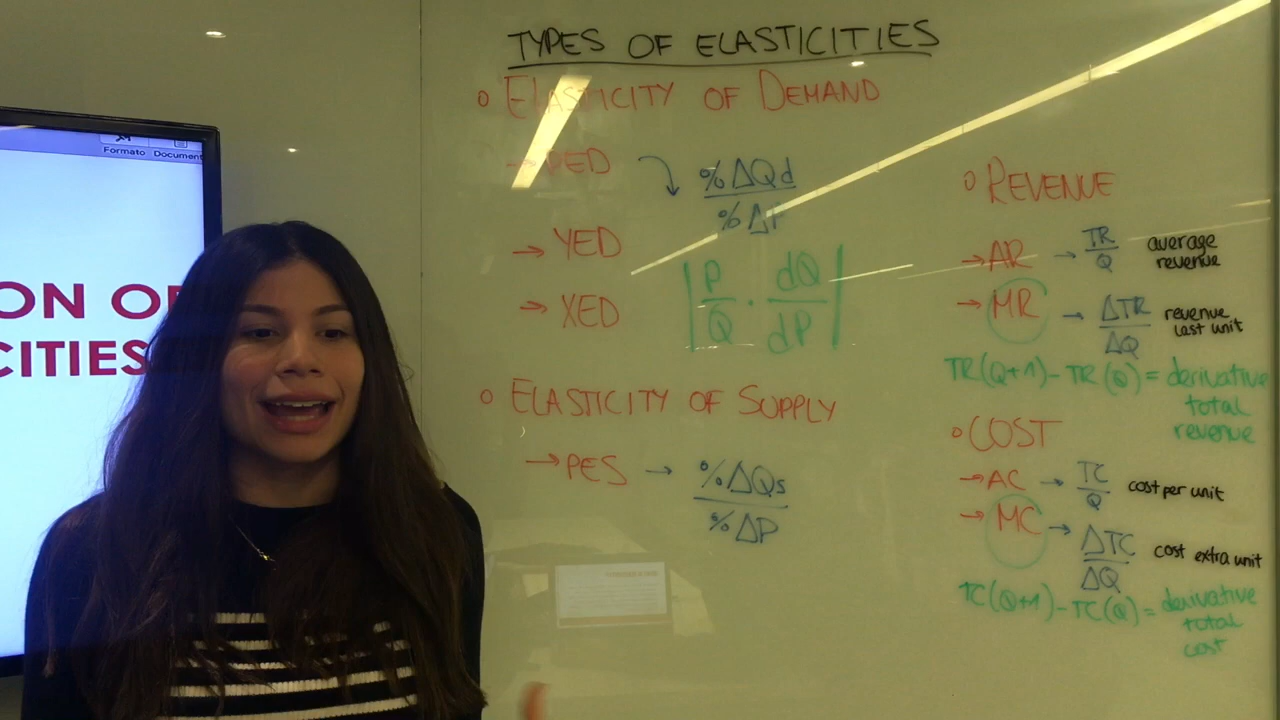 TYPES OF ELASTICITIES
o ELASTICITY OF DEMAND
→ PED
%ΔQd
%ΔP
→ YED
→ XED
|P/Q · dQ/dP|
o ELASTICITY OF SUPPLY
→ PES → %ΔQs
%ΔP
o REVENUE
→ AR → TR/Q average revenue
→ MR → ΔTR/ΔQ revenue last unit
TR(Q+1)-TR(Q) = derivative
total
revenue
o COST
→ AC → TC/Q cost per unit
→ MC → ΔTC/ΔQ cost extra unit
TC(Q+1)-TC(Q) = derivative
total
cost
Formato Document
ON O
CITIES